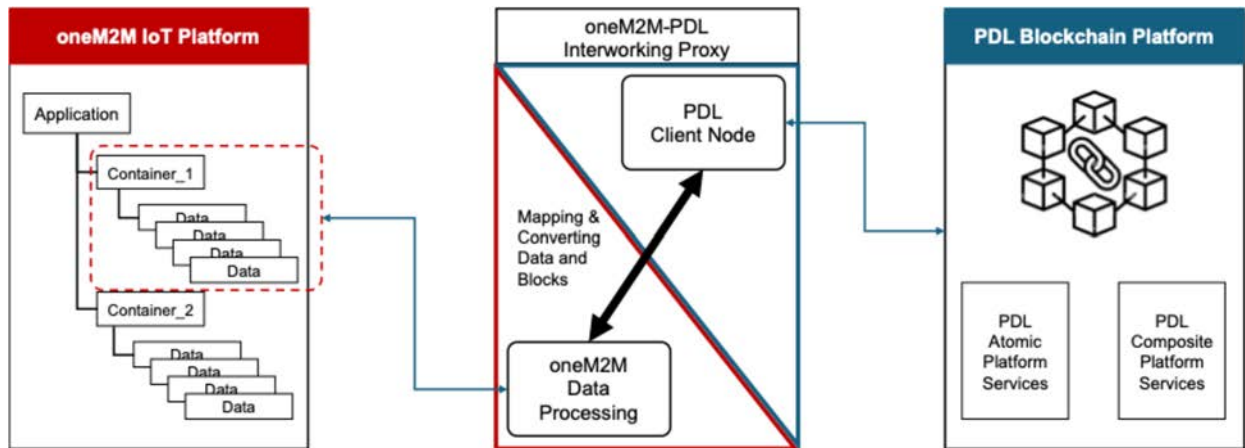 oneM2M IoT Platform
Application
Container_1
Data
Data
Data
Data
Container_2
Data
Data
Data
Data
oneM2M-PDL
Interworking Proxy
PDL
Client Node
Mapping &
Converting
Data and
Blocks
oneM2M
Data
Processing
PDL Blockchain Platform
PDL
Atomic
Platform
Services
PDL
Composite
Platform
Services